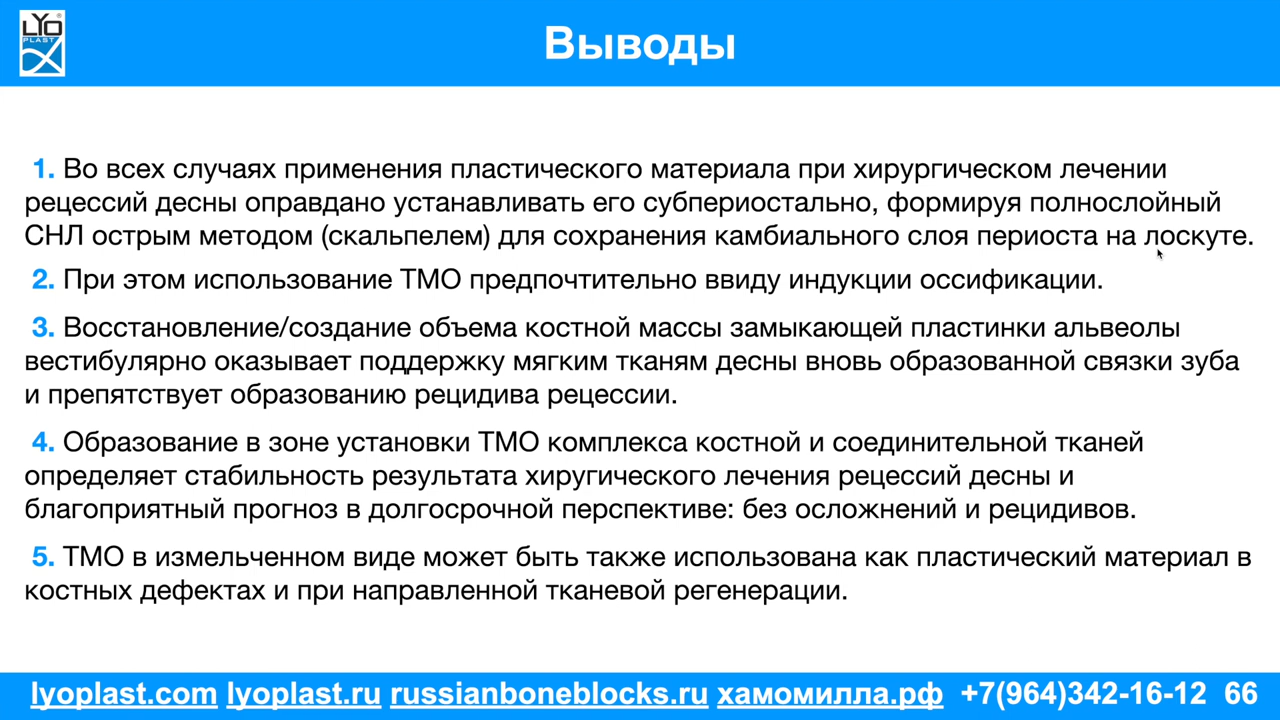 LYO
PLAST
Выводы
1. Во всех случаях применения пластического материала при хирургическом лечении
рецессий десны оправдано устанавливать его субпериостально, формируя полнослойный
СНЛ острым методом (скальпелем) для сохранения камбиального слоя периоста на лоскуте.
2. При этом использование ТМО предпочтительно ввиду индукции оссификации.
3. Восстановление/создание объема костной массы замыкающей пластинки альвеолы
вестибулярно оказывает поддержку мягким тканям десны вновь образованной связки зуба
и препятствует образованию рецидива рецессии.
4. Образование в зоне установки ТМО комплекса костной и соединительной тканей
определяет стабильность результата хиругического лечения рецессий десны и
благоприятный прогноз в долгосрочной перспективе: без осложнений и рецидивов.
5. ТМО в измельченном виде может быть также использована как пластический материал в
костных дефектах и при направленной тканевой регенерации.
lyoplast.com lyoplast.ru russianboneblocks.ru хамомилла.рф +7(964)342-16-12 66